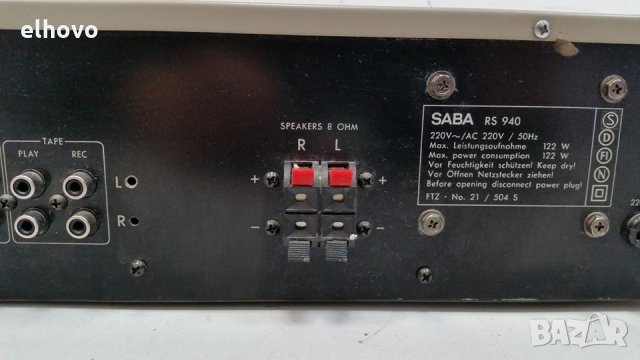 elhovo
SPEAKERS 8 OHM
R L
+ +
- -
TAPE
PLAY REC
L
R
SABA RS 940
220V~/AC 220V / 50Hz
Max. Leistungsaufnahme 122 W
Max. power consumption 122 W
Vor Feuchtigkeit schützen! Keep dry!
Vor Öffnen Netzstecker ziehen!
Before opening disconnect power plug!
FTZ - No. 21 / 504 S
S
D
FI
N
22
BAZAR